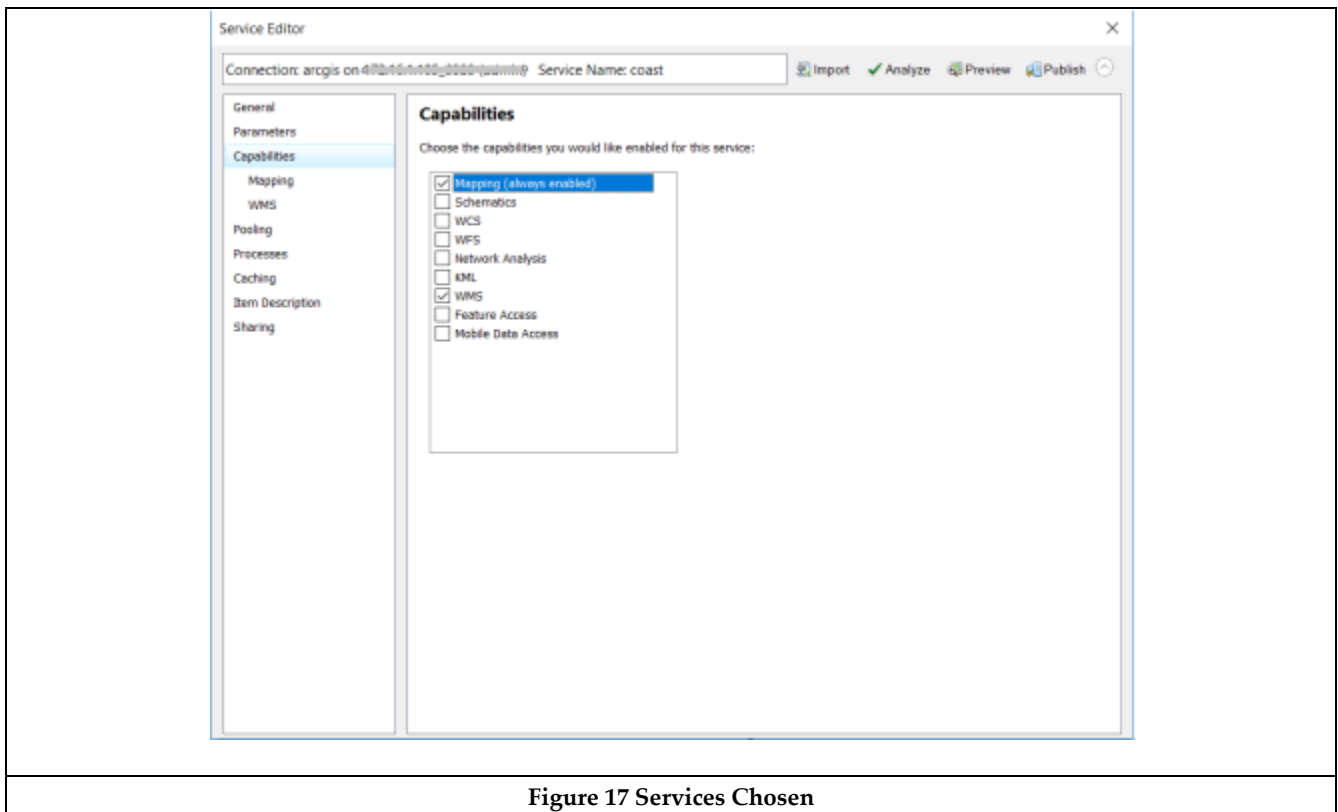 Service Editor
Connection: arcgis on Service Name: coast
Import Analyze Preview Publish
General
Parameters
Capabilities
Mapping
WMS
Pooling
Processes
Caching
Item Description
Sharing
Capabilities
Choose the capabilities you would like enabled for this service:
Mapping (always enabled)
Schematics
WCS
WFS
Network Analysis
KML
WMS
Feature Access
Mobile Data Access
Figure 17 Services Chosen